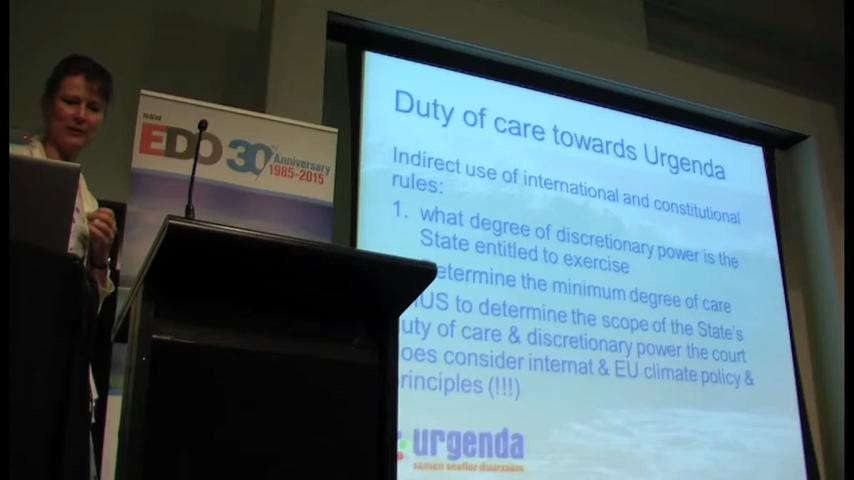 NSW
EDO 30th Anniversary
1985-2015
Duty of care towards Urgenda
Indirect use of international and constitutional
rules:
1. what degree of discretionary power is the
State entitled to exercise
etermine the minimum degree of care
US to determine the scope of the State's
uty of care & discretionary power the court
oes consider internat & EU climate policy &
rinciples (!!!)
urgenda
samen sneller duurzaam